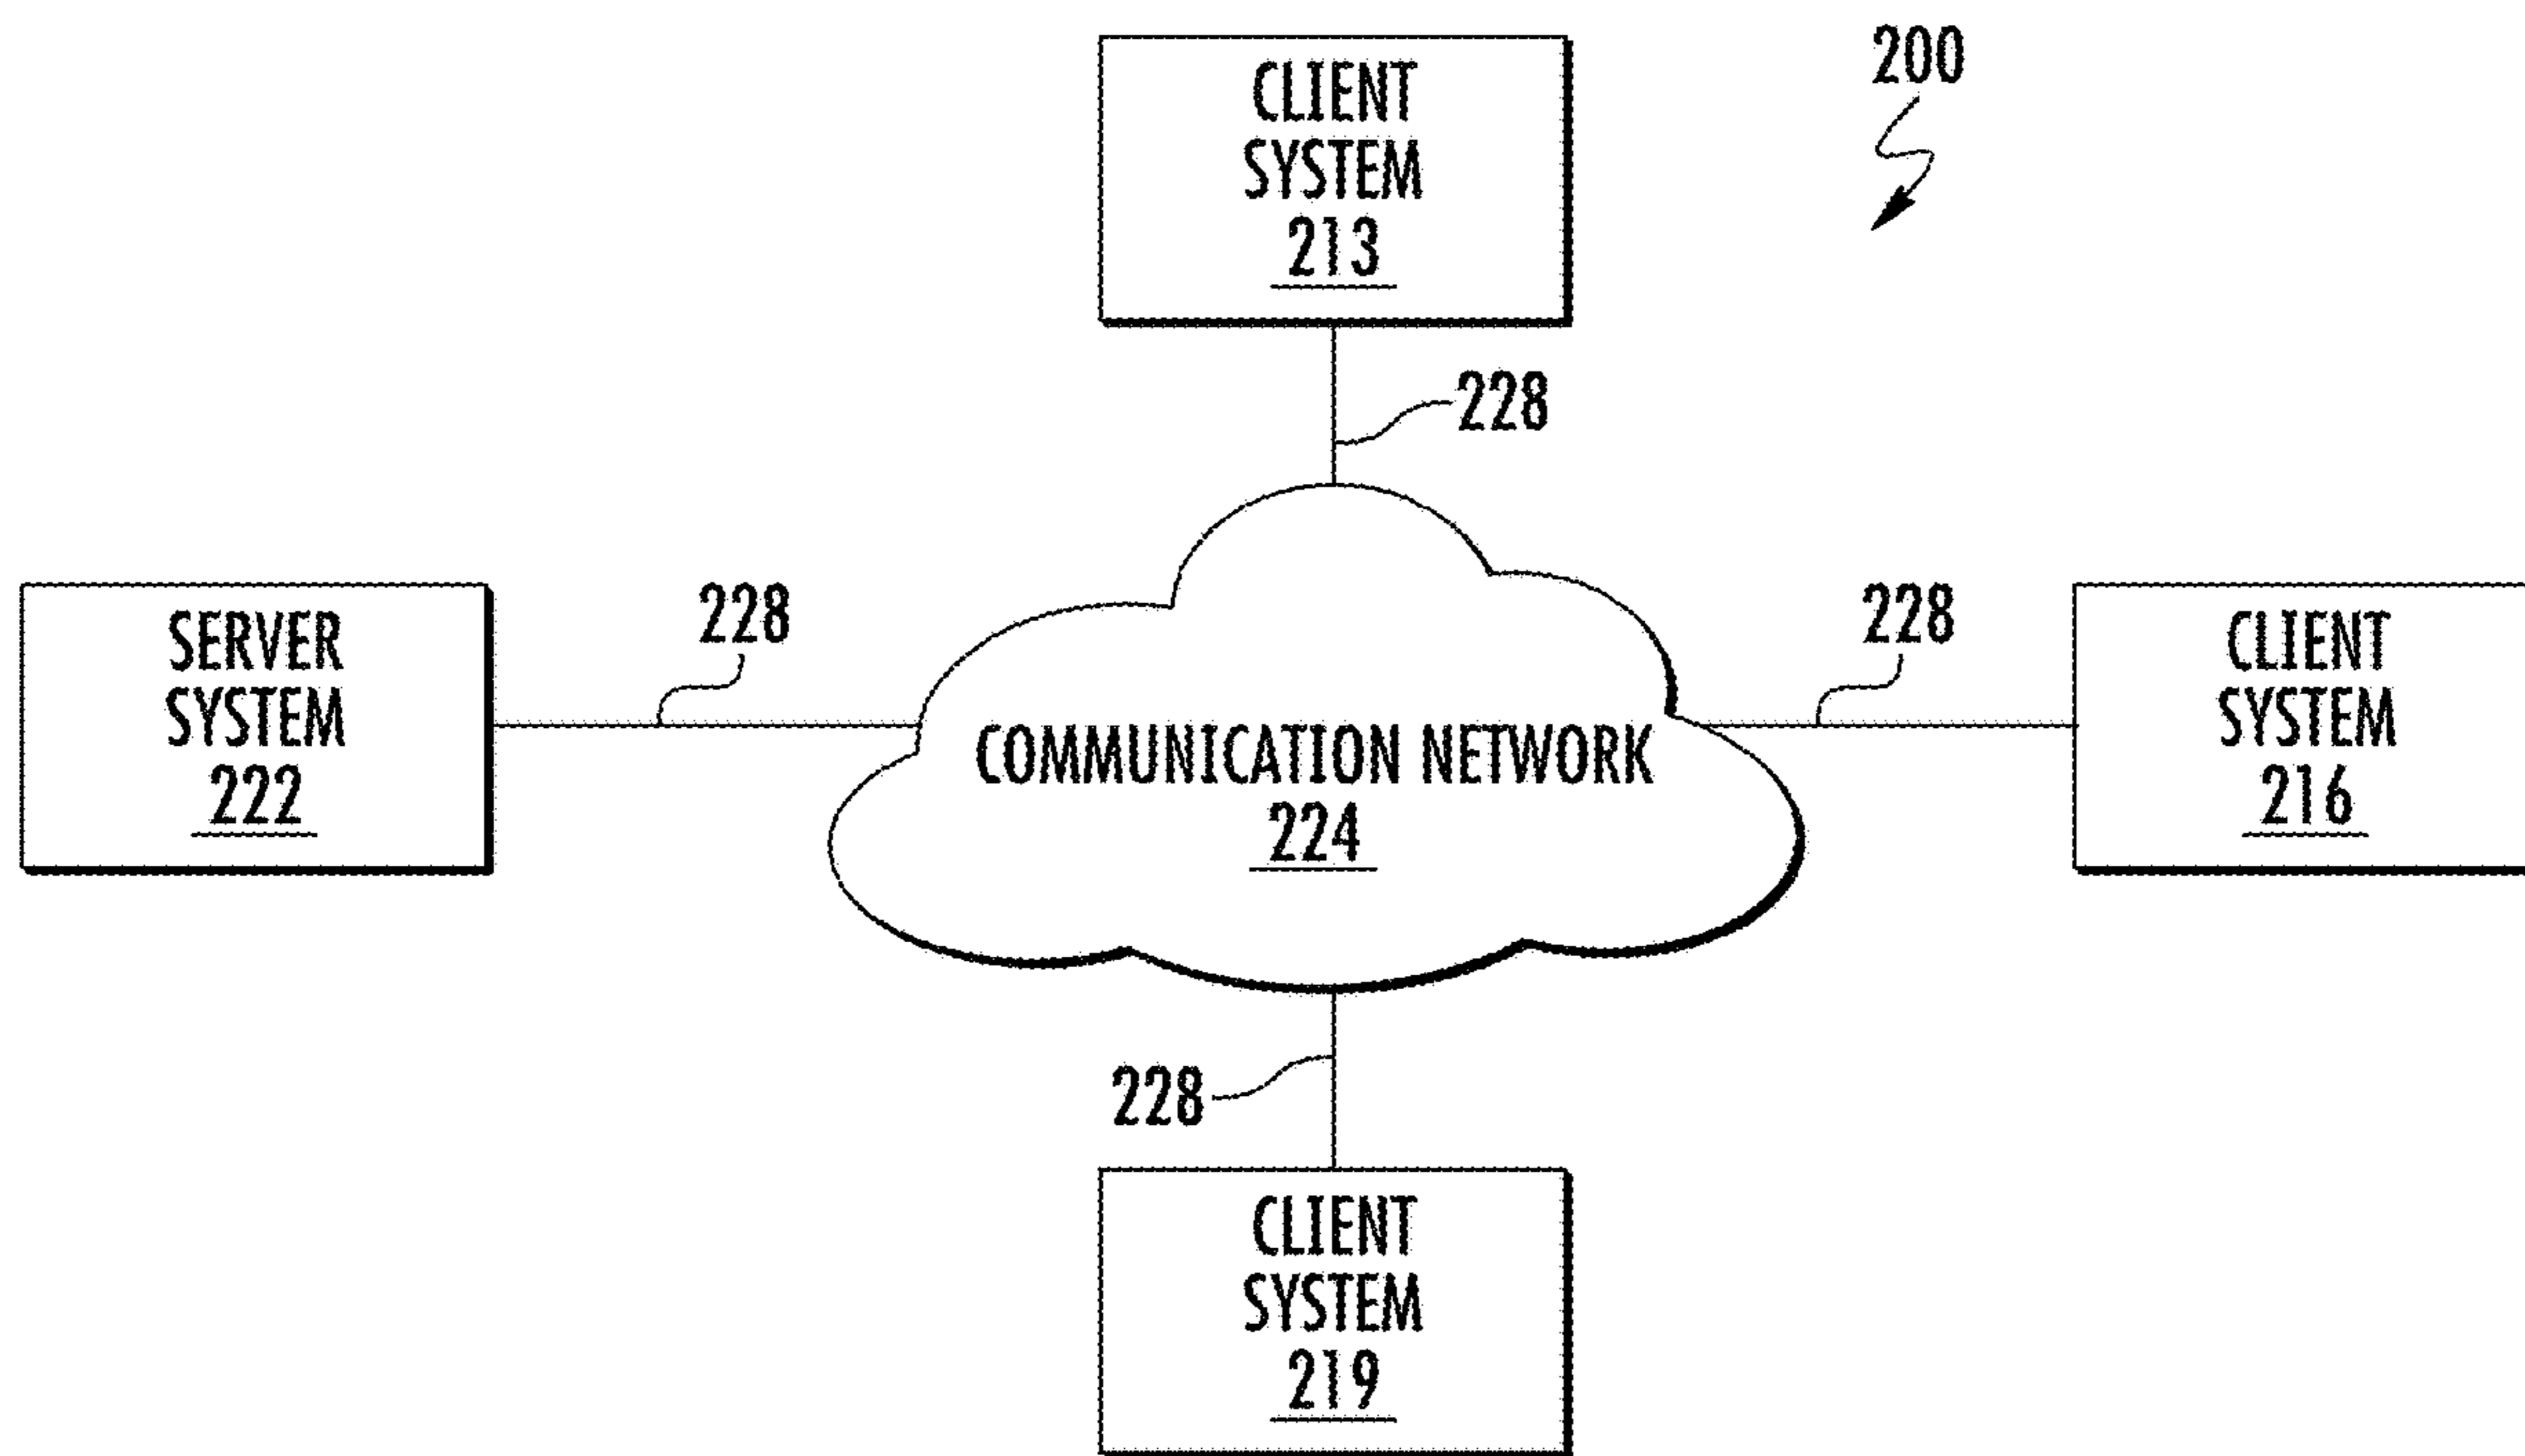 200
CLIENT
SYSTEM
213
228
SERVER
SYSTEM
222
228
COMMUNICATION NETWORK
224
228
CLIENT
SYSTEM
216
228
CLIENT
SYSTEM
219